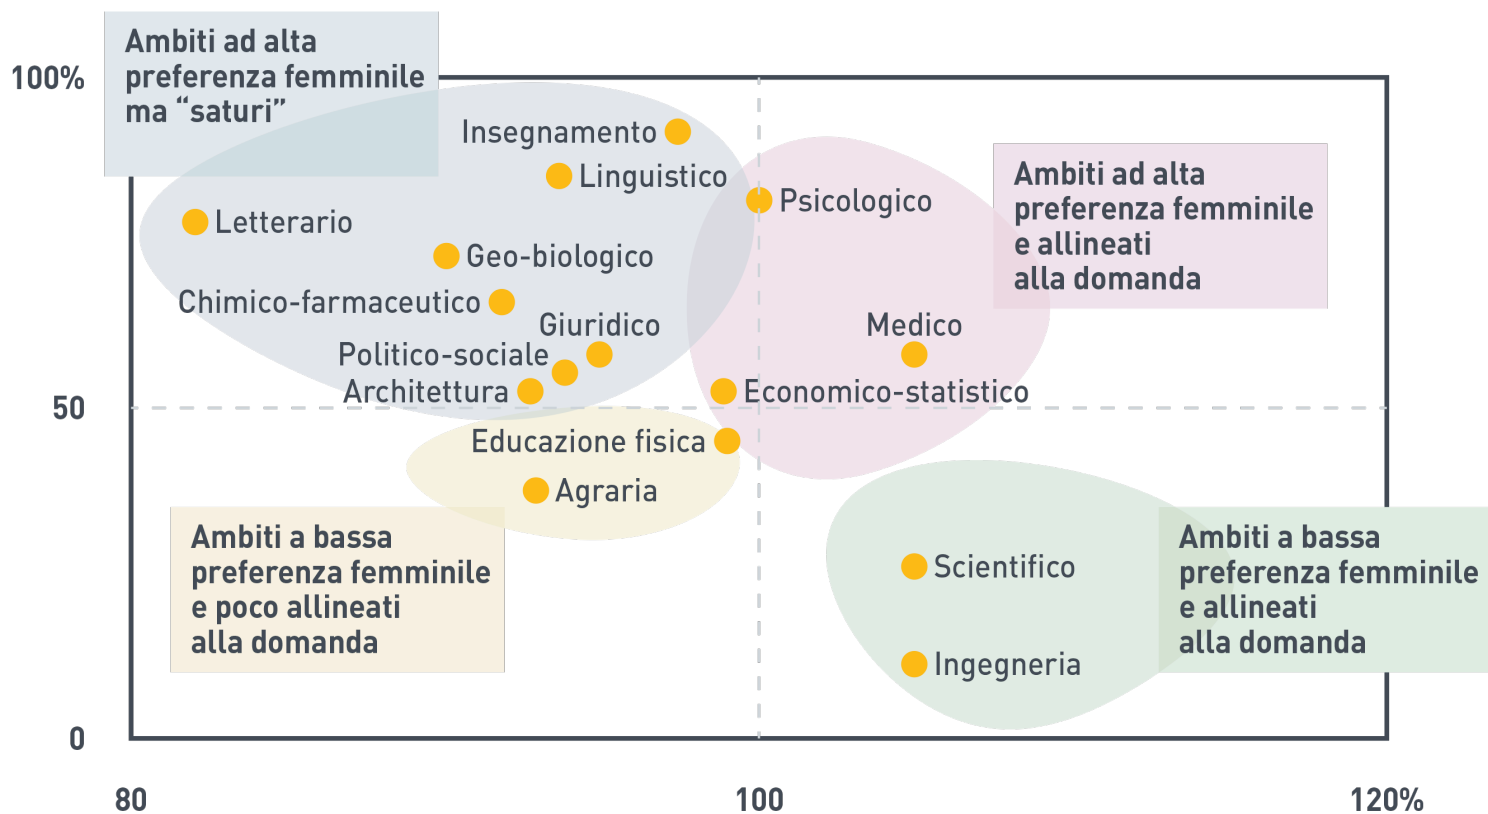 Ambiti ad alta
preferenza femminile
ma “saturi”
100%
Insegnamento
Linguistico
Psicologico
Ambiti ad alta
preferenza femminile
e allineati
alla domanda
Letterario
Geo-biologico
Chimico-farmaceutico
Giuridico
Medico
Politico-sociale
Architettura
Economico-statistico
50
Educazione fisica
Agraria
Ambiti a bassa
preferenza femminile
e poco allineati
alla domanda
Scientifico
Ingegneria
Ambiti a bassa
preferenza femminile
e allineati
alla domanda
0
80
100
120%